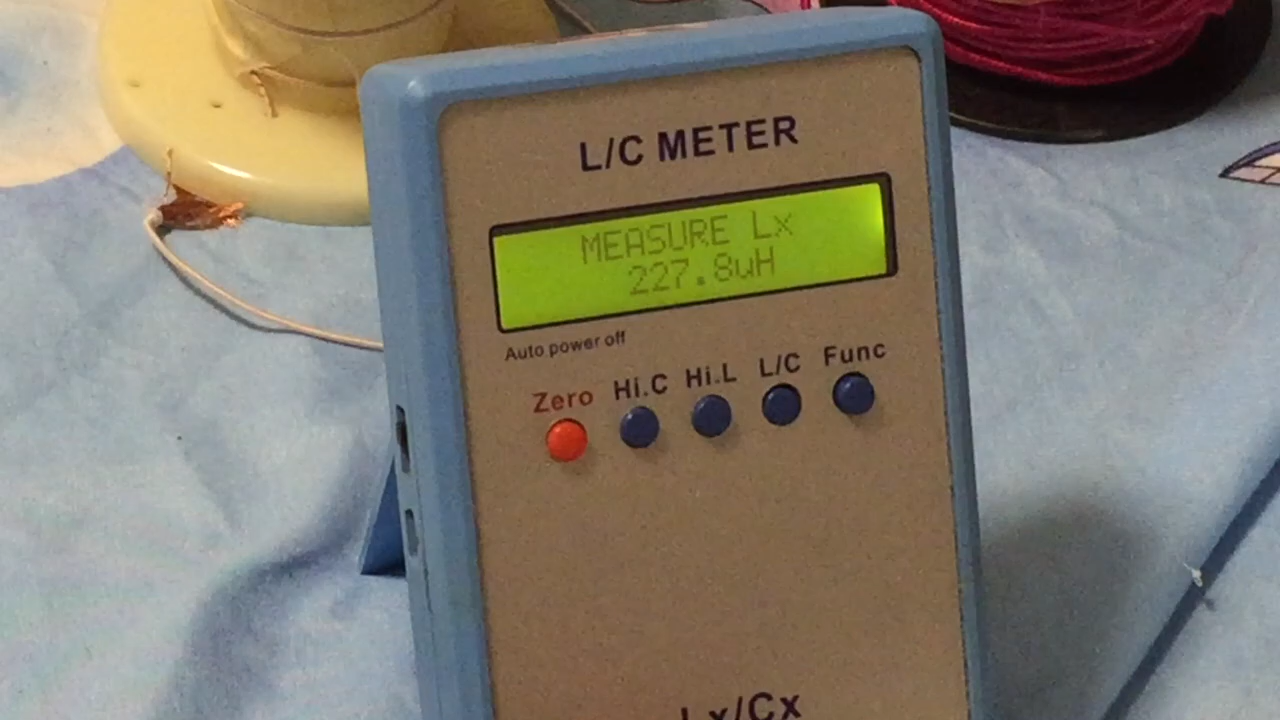 L/C METER
MEASURE Lx
227.8uH
Auto power off
Zero Hi.C Hi.L L/C Func
Lx/Cx